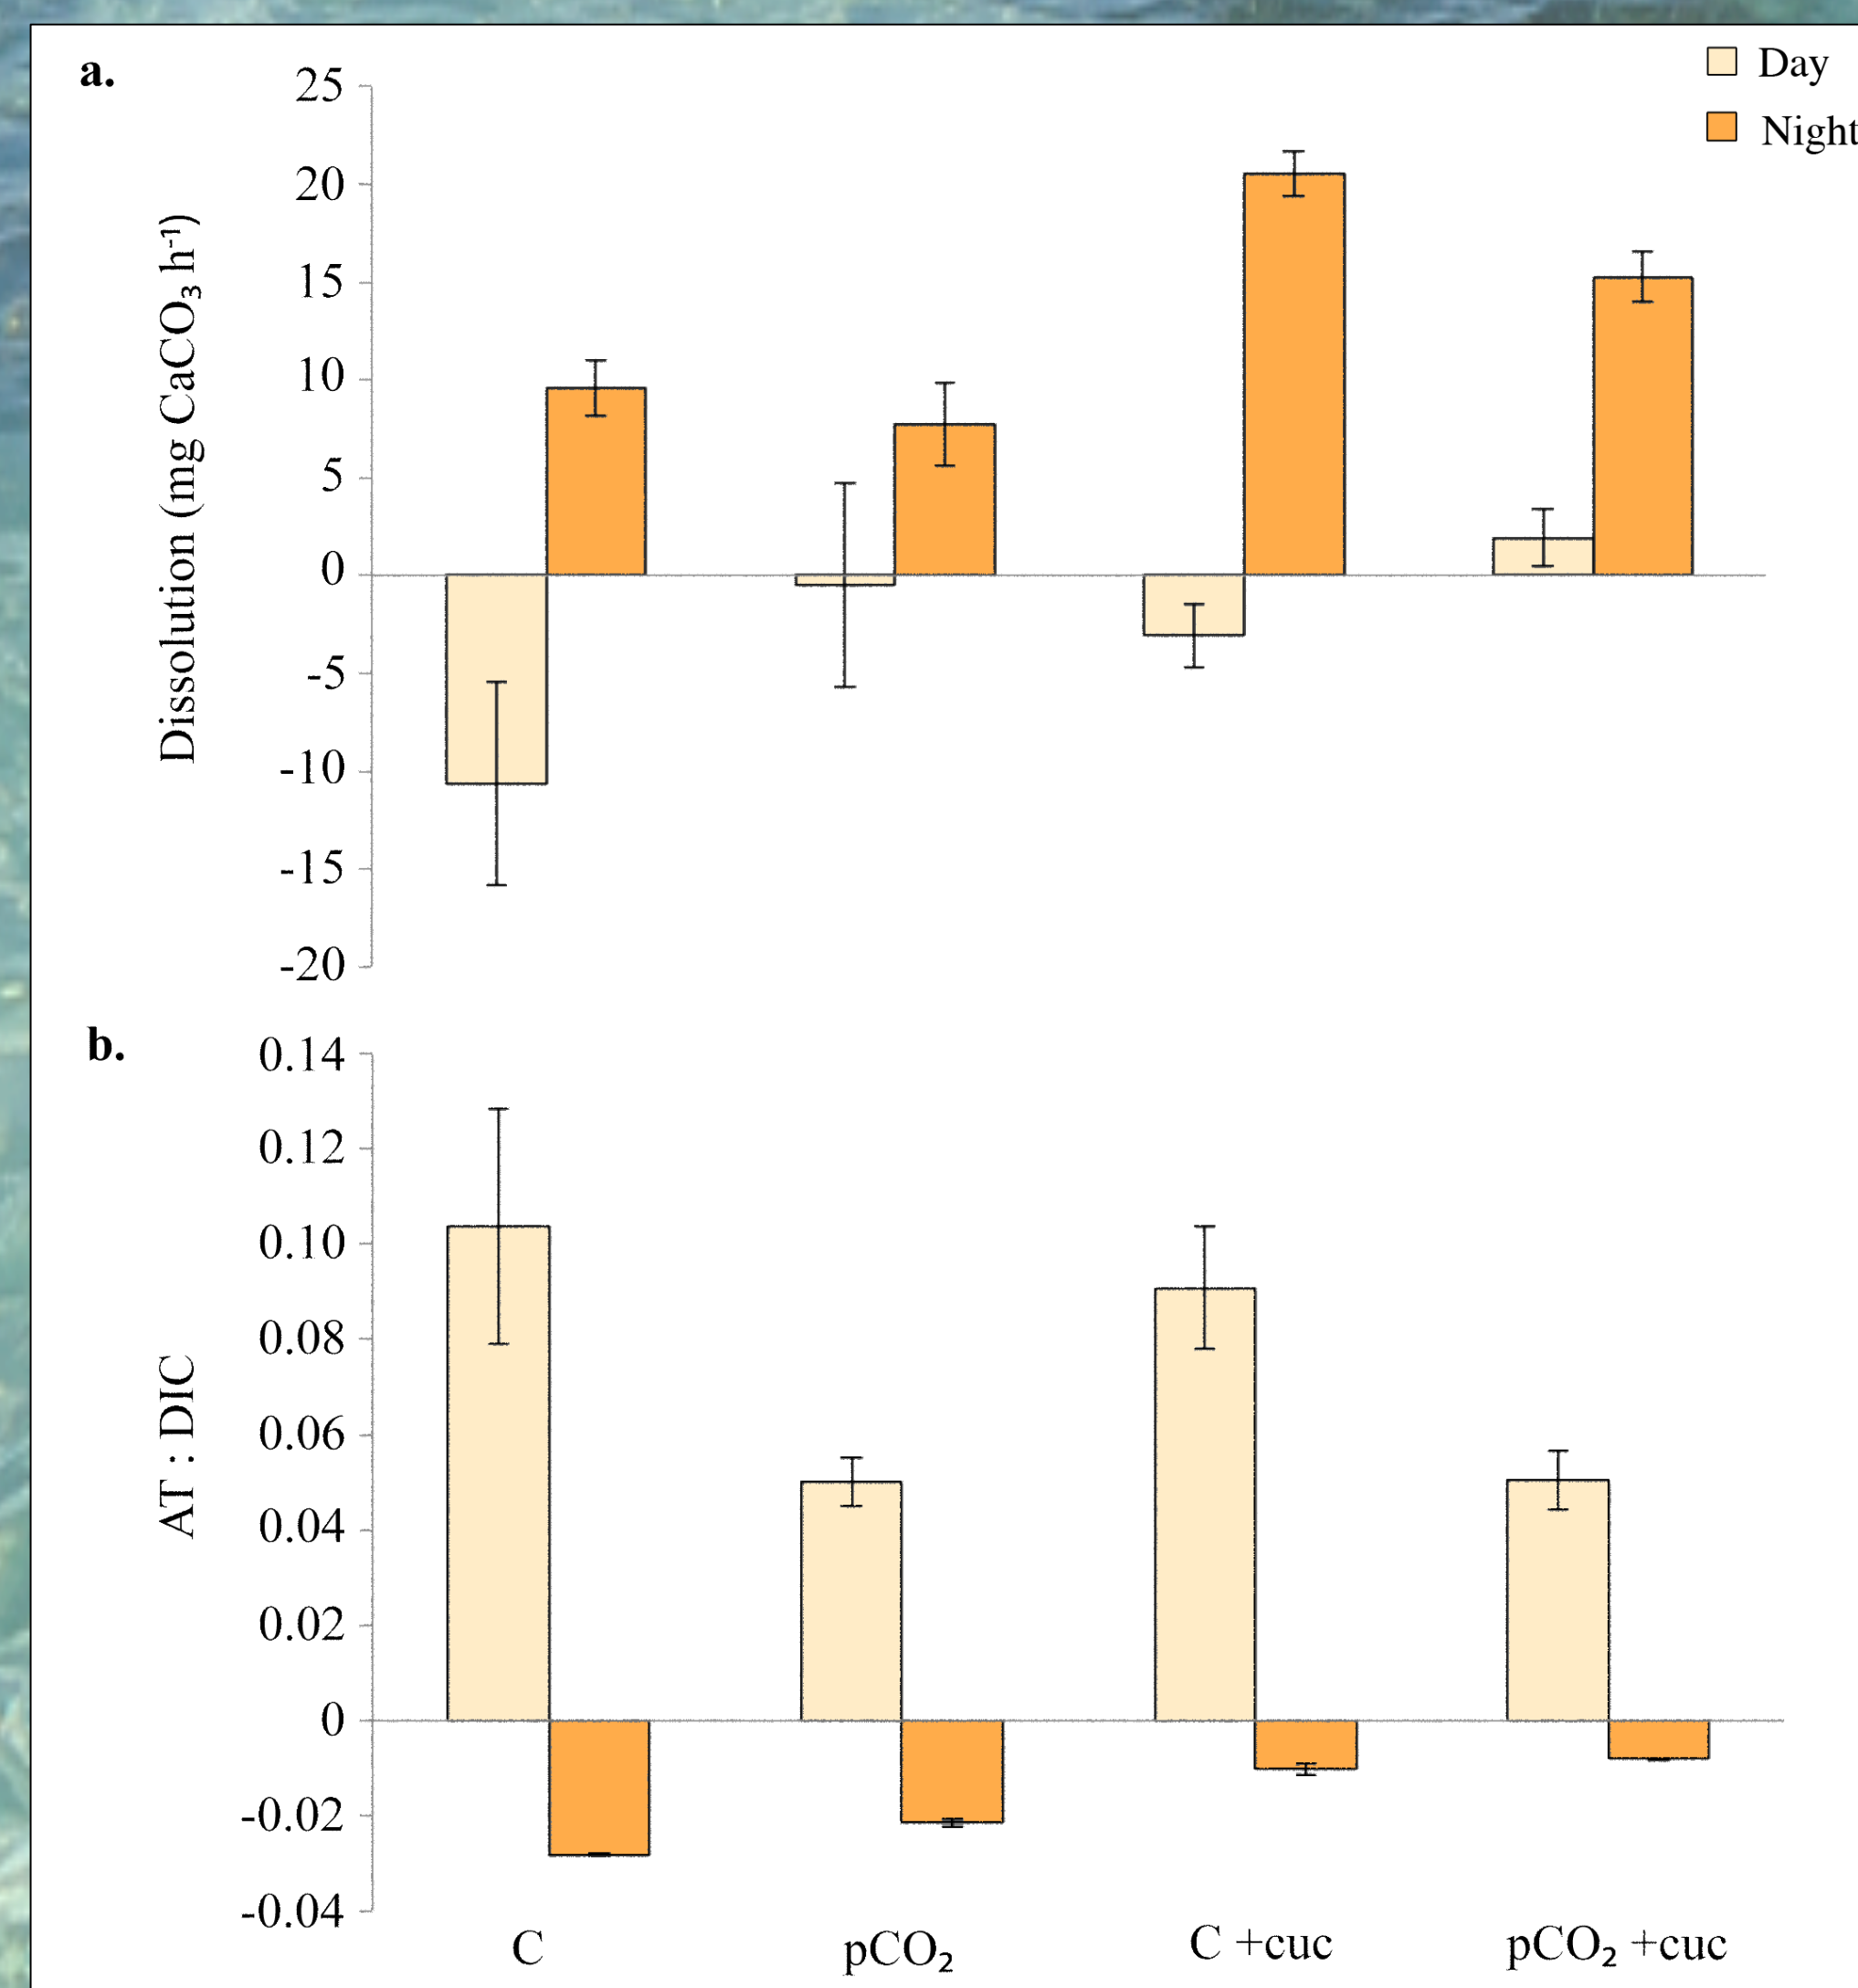 a.
Day
Night
25
20
15
10
5
0
-5
-10
-15
-20
Dissolution (mg CaCO₃ h⁻¹)
b.
0.14
0.12
0.10
0.08
0.06
0.04
0.02
0
-0.02
-0.04
AT : DIC
C pCO₂ C +cuc pCO₂ +cuc